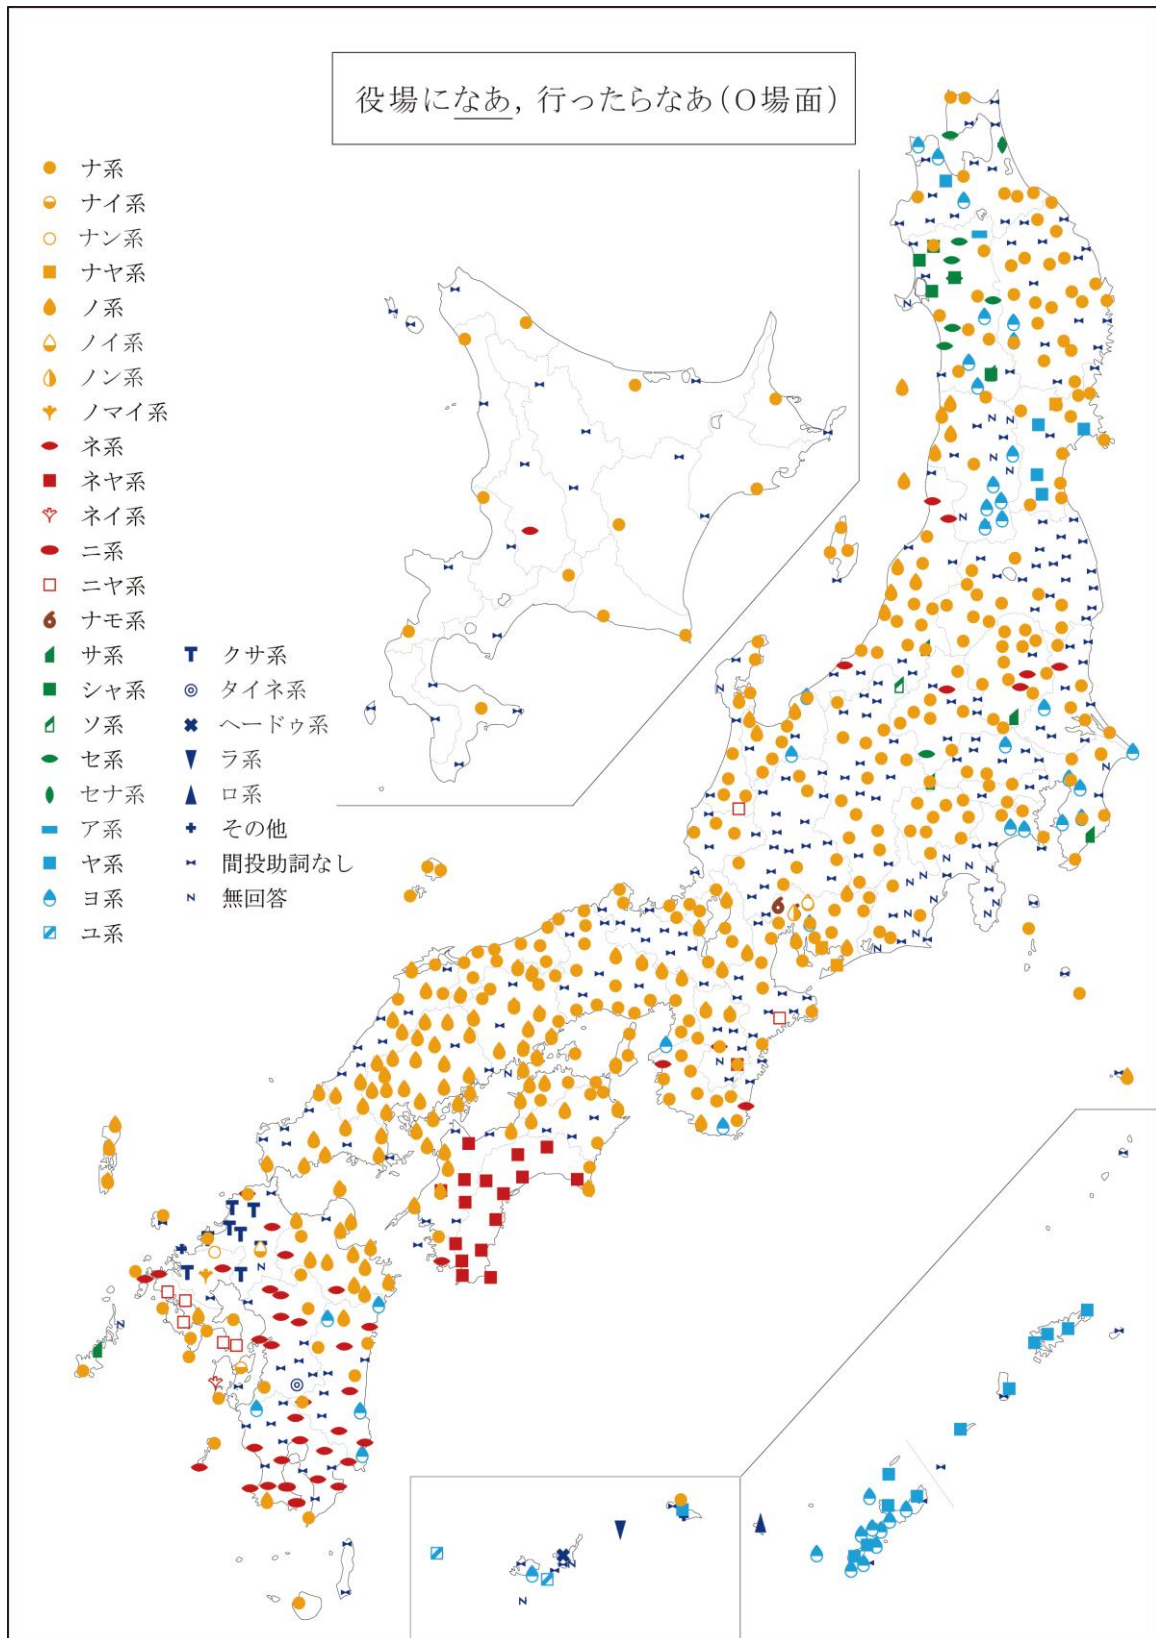 役場になあ, 行ったらなあ(O場面)
ナ系
ナイ系
ナン系
ナヤ系
ノ系
ノイ系
ノン系
ノマイ系
ネ系
ネヤ系
ネイ系
ニ系
ニヤ系
ナモ系
サ系
シャ系
ソ系
セ系
セナ系
ア系
ヤ系
ヨ系
ユ系
クサ系
タイネ系
ヘードゥ系
ラ系
ロ系
その他
間投助詞なし
無回答